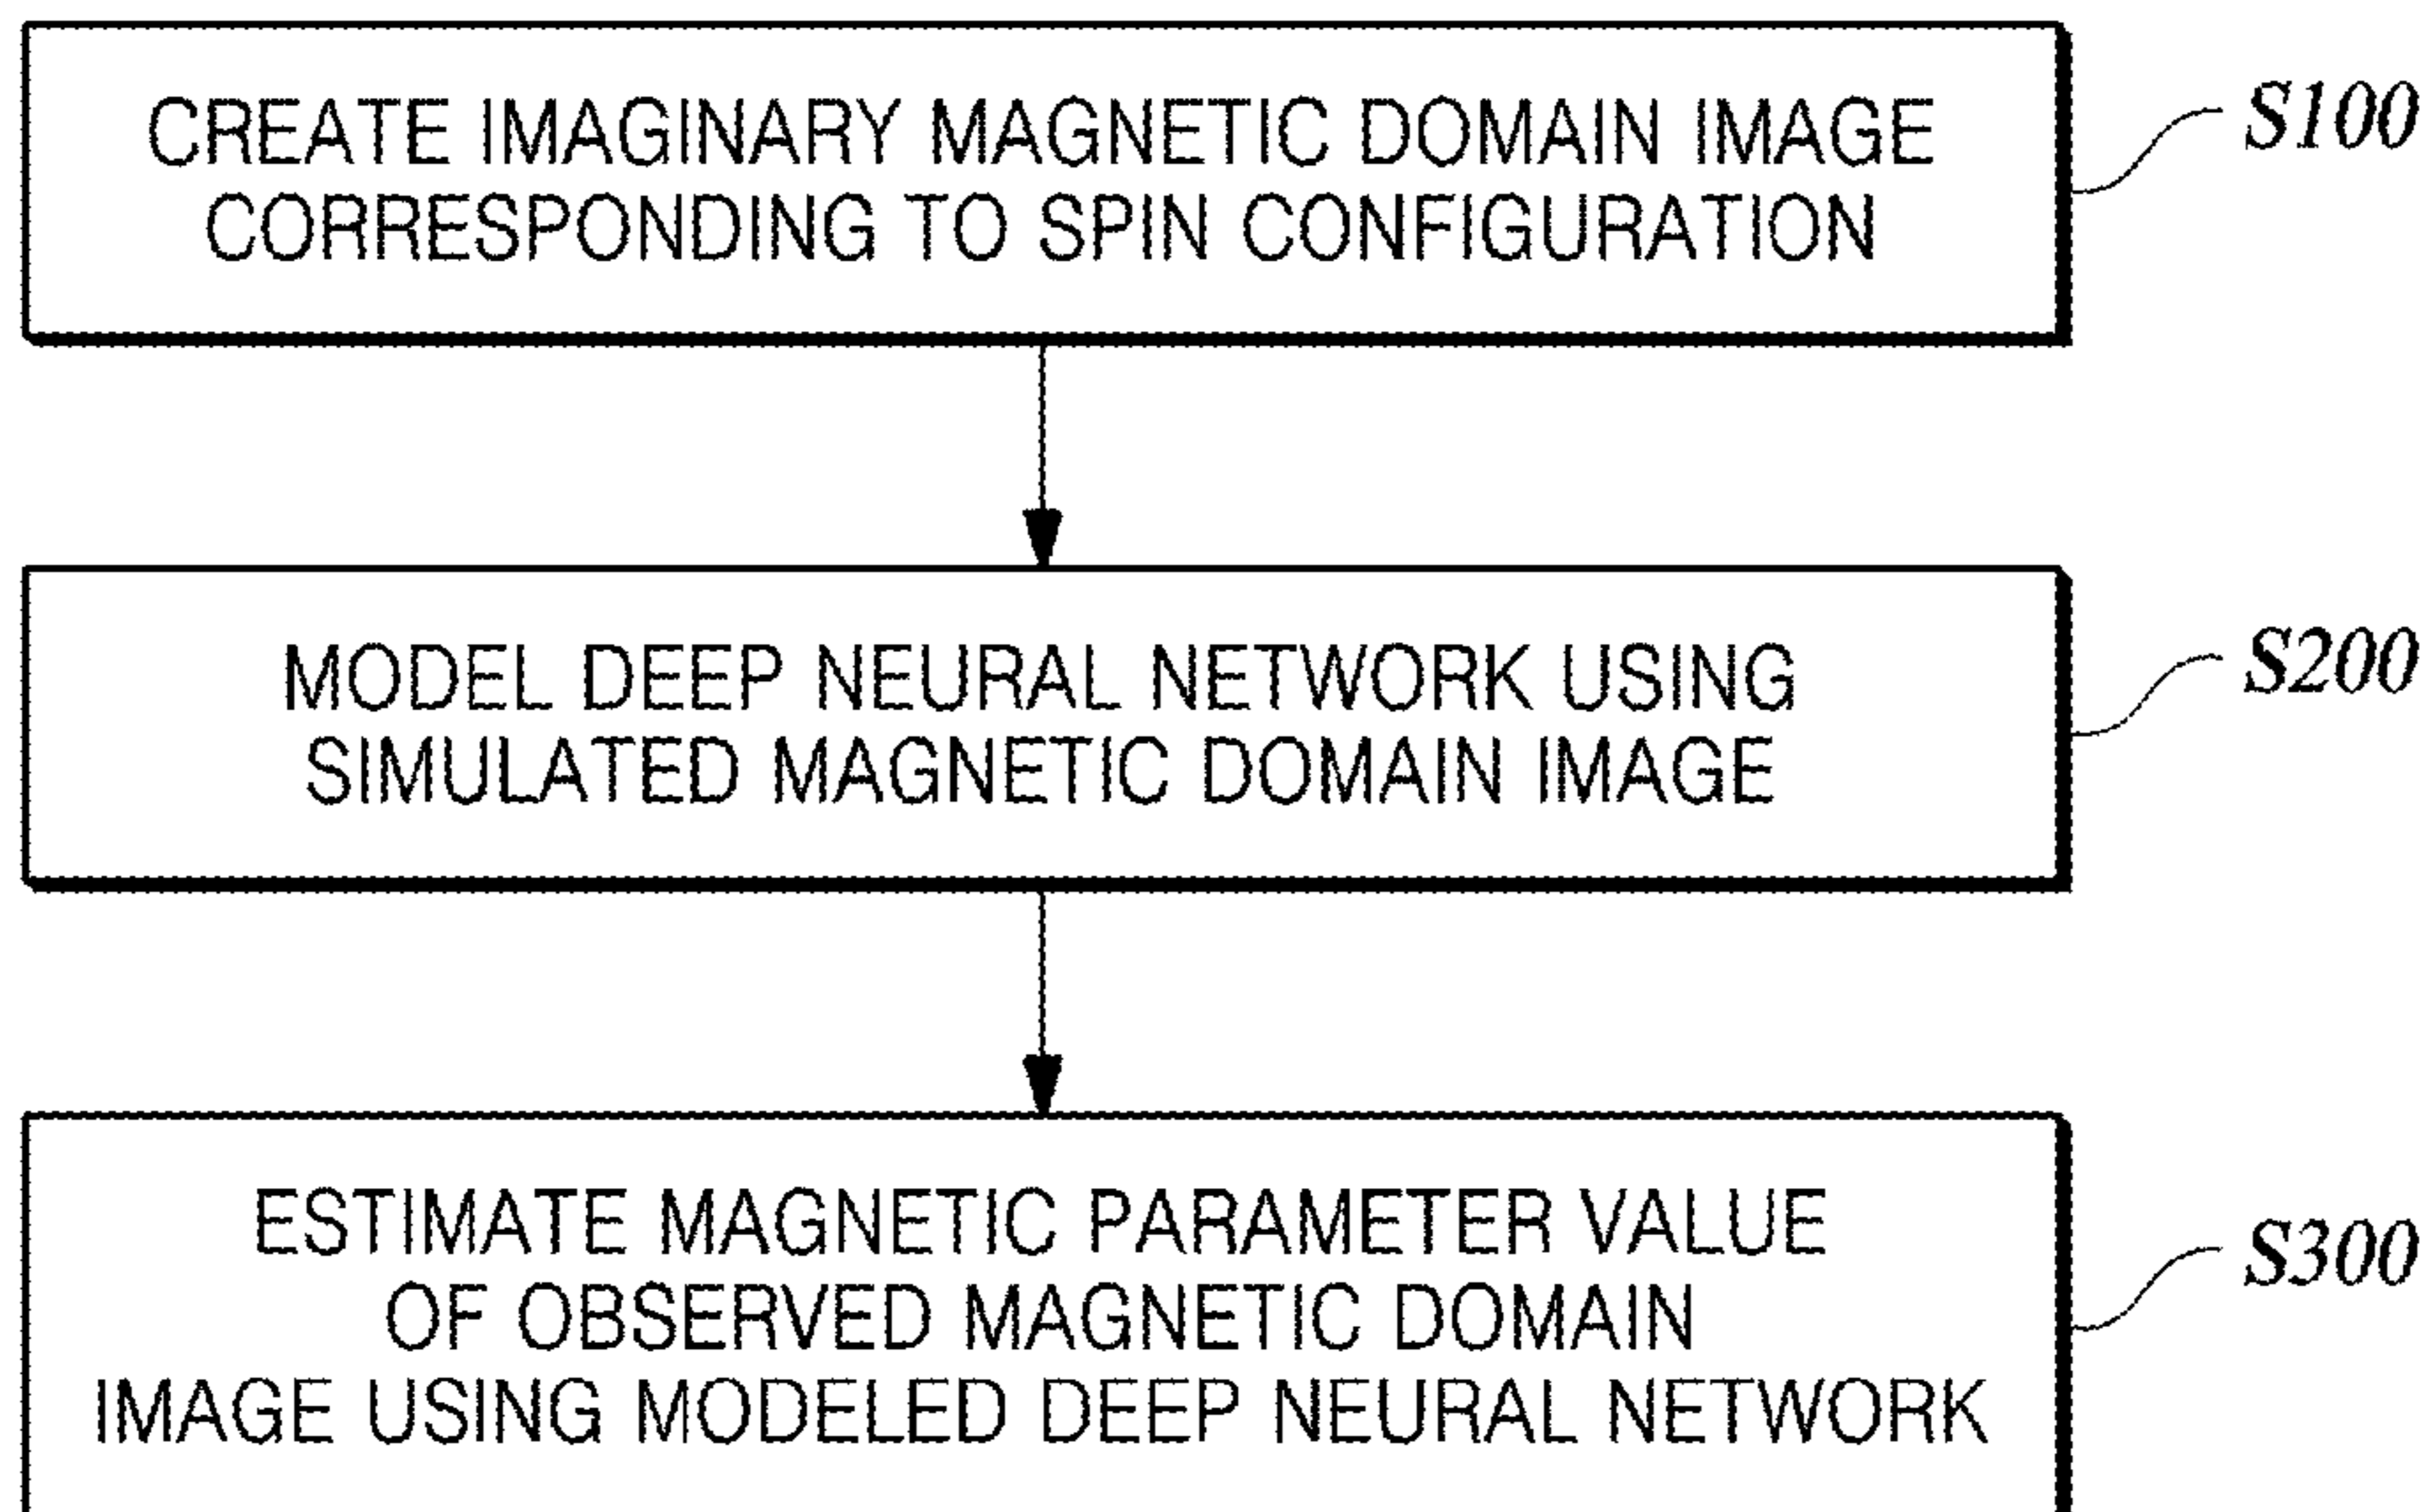 CREATE IMAGINARY MAGNETIC DOMAIN IMAGE
CORRESPONDING TO SPIN CONFIGURATION
S100
MODEL DEEP NEURAL NETWORK USING
SIMULATED MAGNETIC DOMAIN IMAGE
S200
ESTIMATE MAGNETIC PARAMETER VALUE
OF OBSERVED MAGNETIC DOMAIN
IMAGE USING MODELED DEEP NEURAL NETWORK
S300